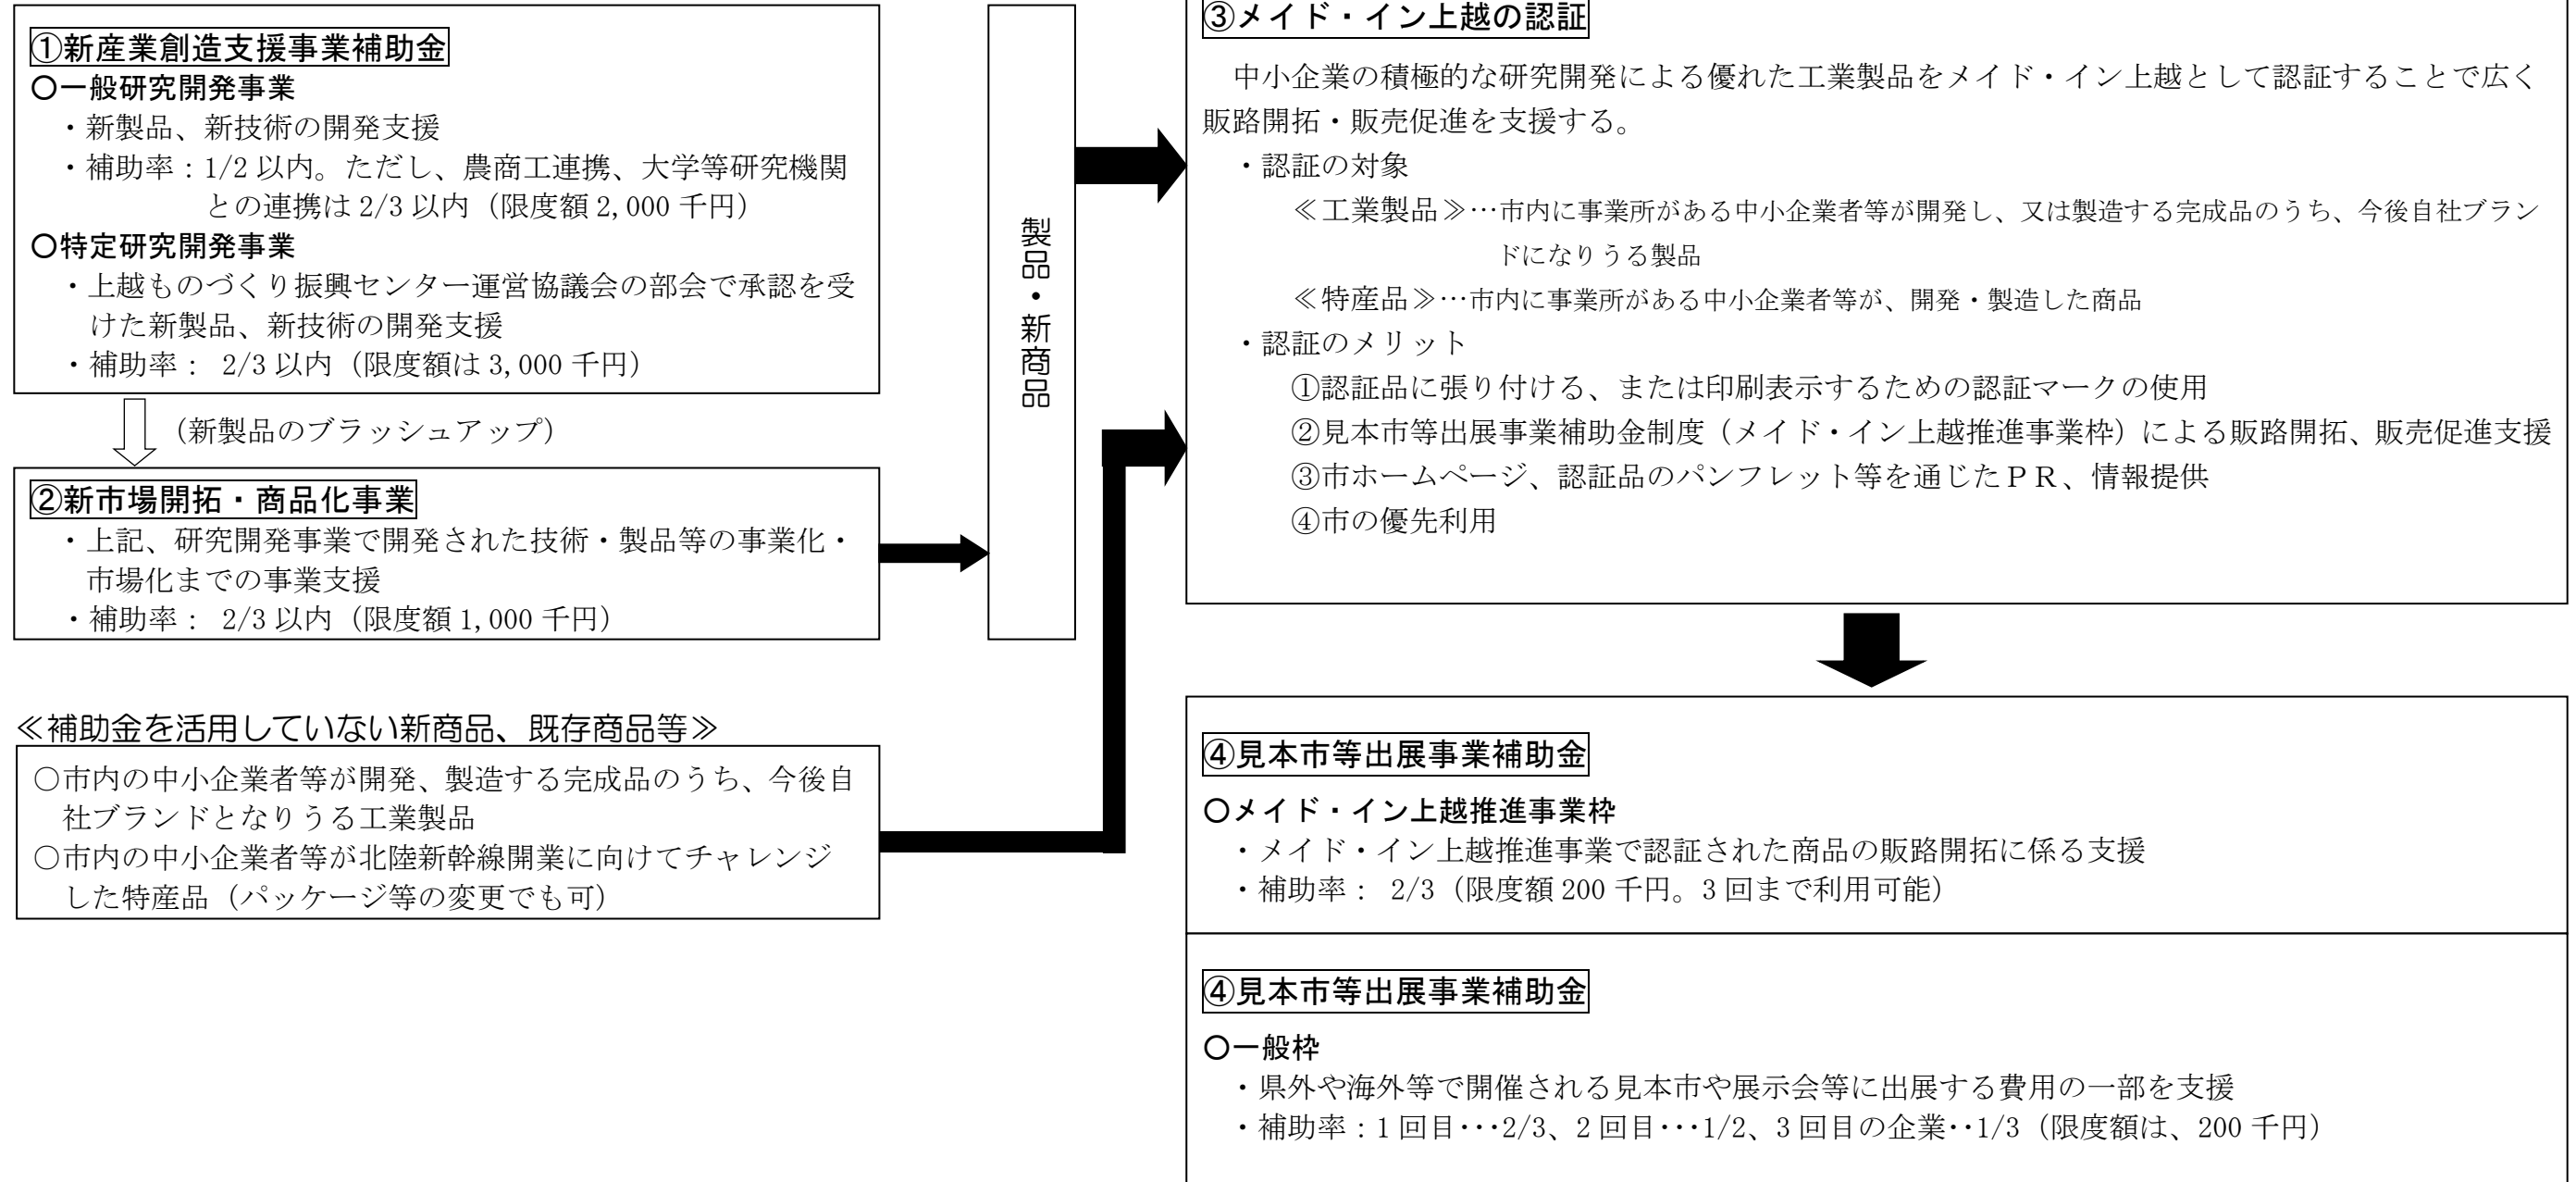 ①新産業創造支援事業補助金
○一般研究開発事業
・新製品、新技術の開発支援
・補助率：1/2 以内。ただし、農商工連携、大学等研究機関
との連携は 2/3 以内（限度額 2,000 千円）
○特定研究開発事業
・上越ものづくり振興センター運営協議会の部会で承認を受
けた新製品、新技術の開発支援
・補助率： 2/3 以内（限度額は 3,000 千円）
（新製品のブラッシュアップ）
②新市場開拓・商品化事業
・上記、研究開発事業で開発された技術・製品等の事業化・
市場化までの事業支援
・補助率： 2/3 以内（限度額 1,000 千円）
≪補助金を活用していない新商品、既存商品等≫
○市内の中小企業者等が開発、製造する完成品のうち、今後自
社ブランドとなりうる工業製品
○市内の中小企業者等が北陸新幹線開業に向けてチャレンジ
した特産品（パッケージ等の変更でも可）
製品・新商品
③メイド・イン上越の認証
中小企業の積極的な研究開発による優れた工業製品をメイド・イン上越として認証することで広く
販路開拓・販売促進を支援する。
・認証の対象
≪工業製品≫…市内に事業所がある中小企業者等が開発し、又は製造する完成品のうち、今後自社ブラン
ドになりうる製品
≪特産品≫…市内に事業所がある中小企業者等が、開発・製造した商品
・認証のメリット
①認証品に張り付ける、または印刷表示するための認証マークの使用
②見本市等出展事業補助金制度（メイド・イン上越推進事業枠）による販路開拓、販売促進支援
③市ホームページ、認証品のパンフレット等を通じたＰＲ、情報提供
④市の優先利用
④見本市等出展事業補助金
○メイド・イン上越推進事業枠
・メイド・イン上越推進事業で認証された商品の販路開拓に係る支援
・補助率： 2/3（限度額 200 千円。3 回まで利用可能）
④見本市等出展事業補助金
○一般枠
・県外や海外等で開催される見本市や展示会等に出展する費用の一部を支援
・補助率：1 回目･･･2/3、2 回目･･･1/2、3 回目の企業･･1/3（限度額は、200 千円）